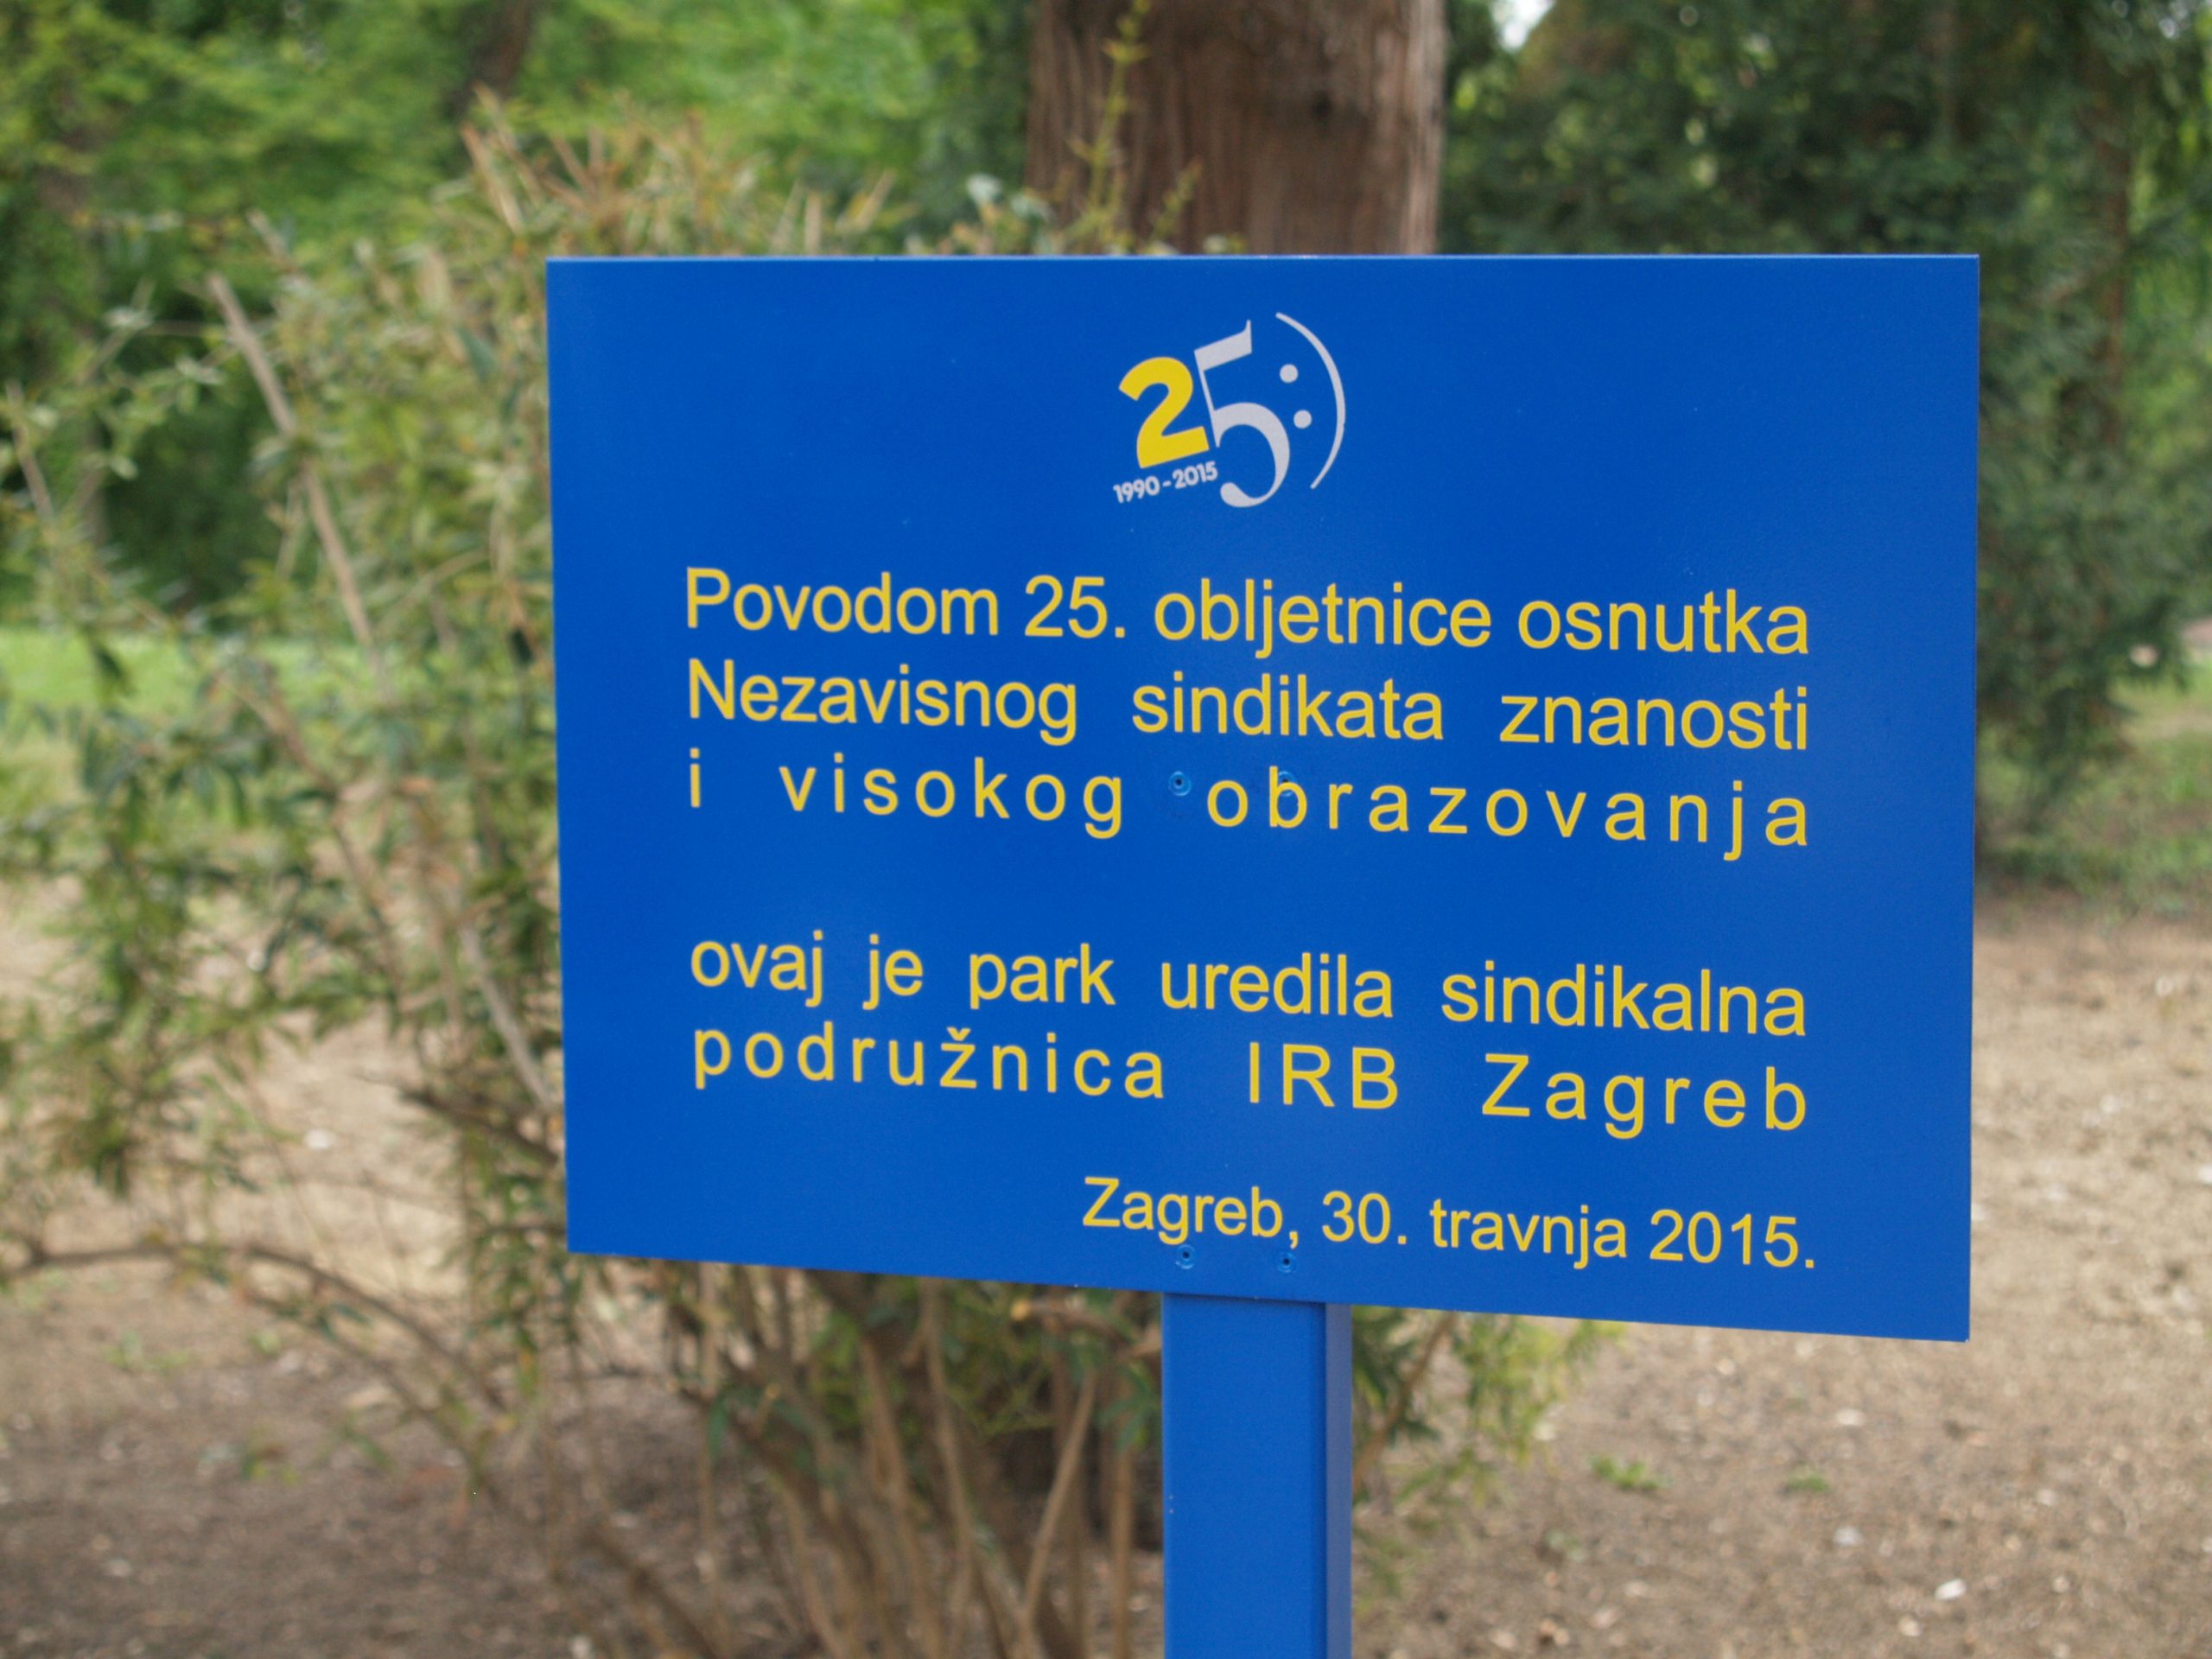 25:)
1990-2015
Povodom 25. obljetnice osnutka
Nezavisnog sindikata znanosti
i visokog obrazovanja
ovaj je park uredila sindikalna
podružnica IRB Zagreb
Zagreb, 30. travnja 2015.